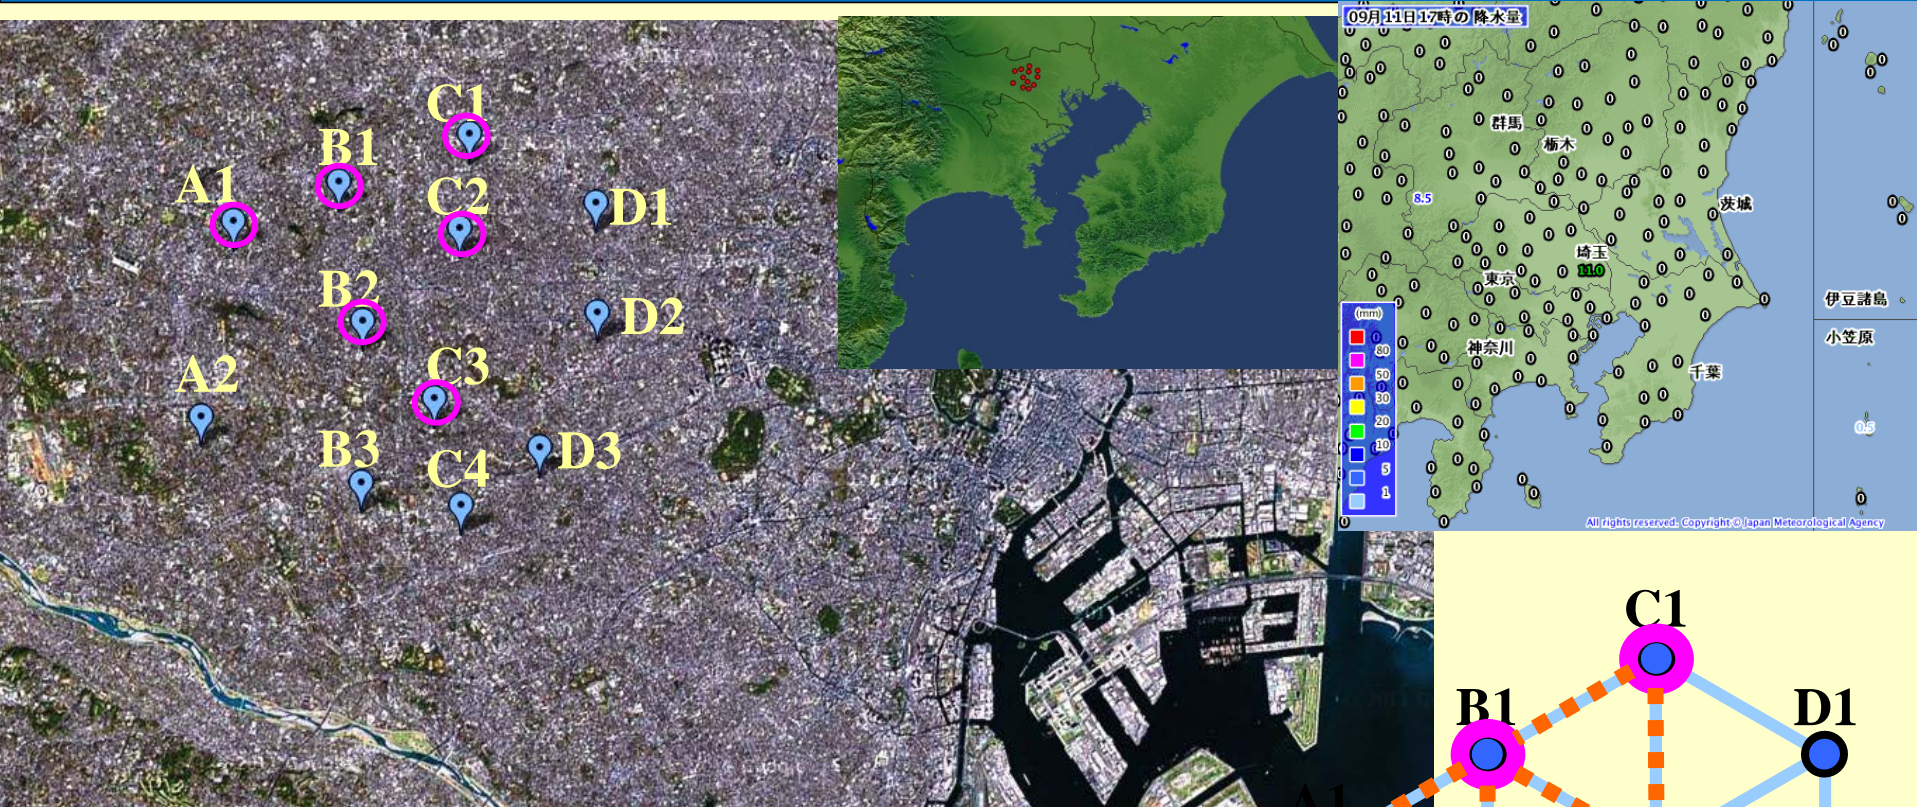 C1
B1
A1
C2
D1
B2
D2
A2
C3
B3
C4
D3
09月11日17時の 降水量
群馬
栃木
8.5
茨城
埼玉
11.0
東京
伊豆諸島
(mm)
80
50
30
20
10
5
1
神奈川
小笠原
千葉
0.5
All rights reserved. Copyright © Japan Meteorological Agency
C1
B1
D1
A1